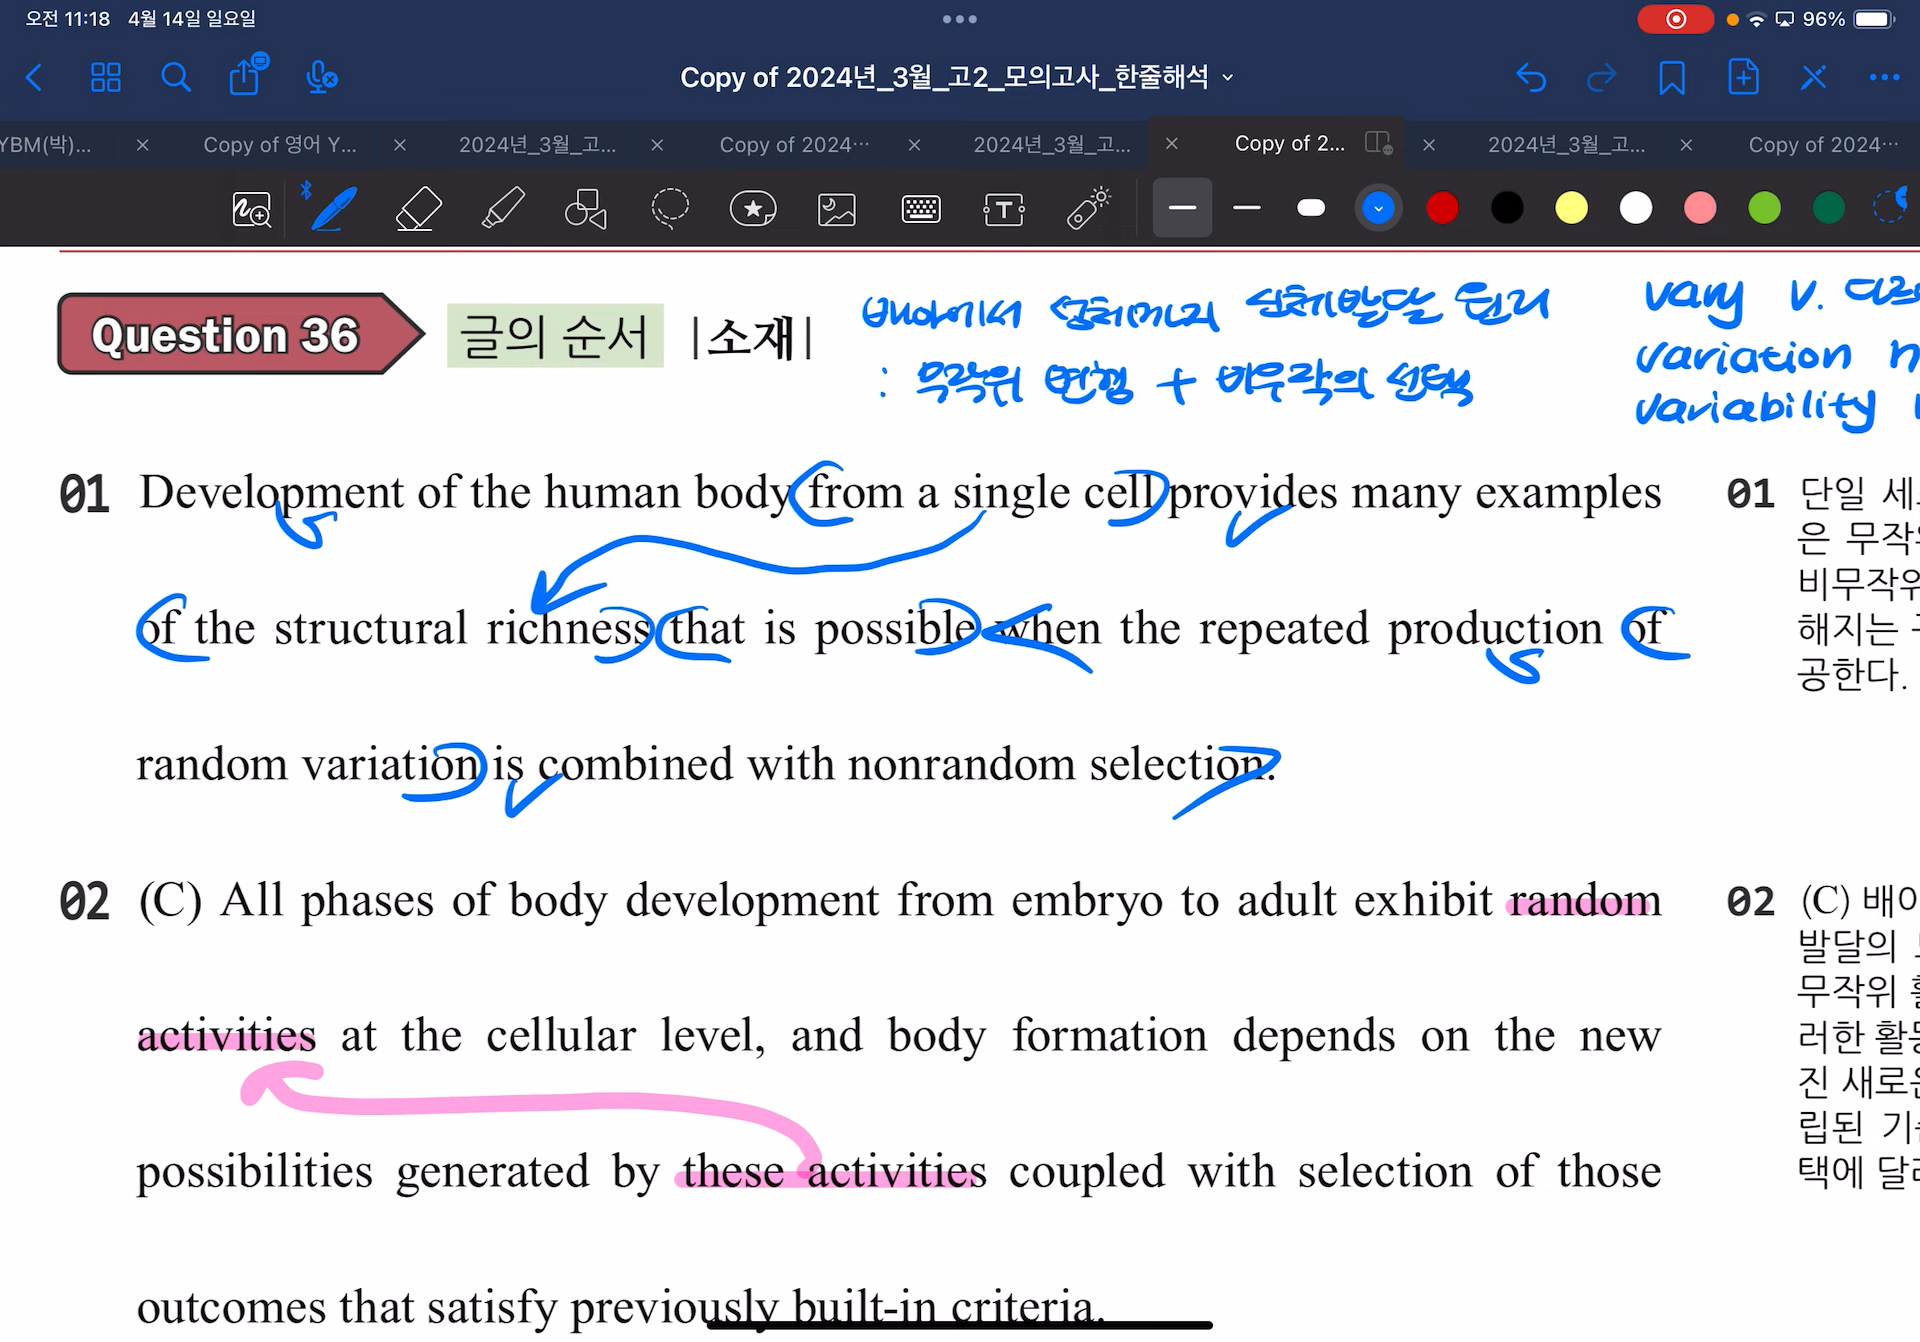 오전 11:18 4월 14일 일요일
96%
Copy of 2024년_3월_고2_모의고사_한줄해석
YBM(박)...
Copy of 영어 Y...
2024년_3월_고...
Copy of 2024...
2024년_3월_고...
Copy of 2...
2024년_3월_고...
Copy of 2024...
Question 36 글의 순서 |소재|
배아에서 성체까지 신체발달 원리
: 무작위 변형 + 비무작위 선택
vary v. 다르
variation n
variability
01 Development of the human body from a single cell provides many examples
of the structural richness that is possible when the repeated production of
random variation is combined with nonrandom selection.
02 (C) All phases of body development from embryo to adult exhibit random
activities at the cellular level, and body formation depends on the new
possibilities generated by these activities coupled with selection of those
outcomes that satisfy previously built-in criteria.
01 단일 세
은 무작
비무작위
해지는
공한다.
02 (C) 배아
발달의
무작위
러한 활동
진 새로운
립된 기
택에 달